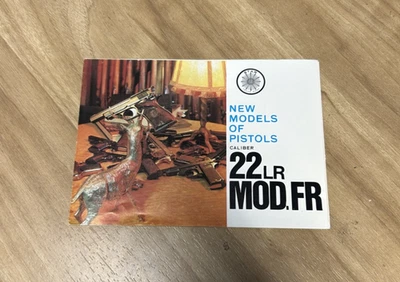 NEW
MODELS
OF
PISTOLS
CALIBER
22LR
MOD.FR